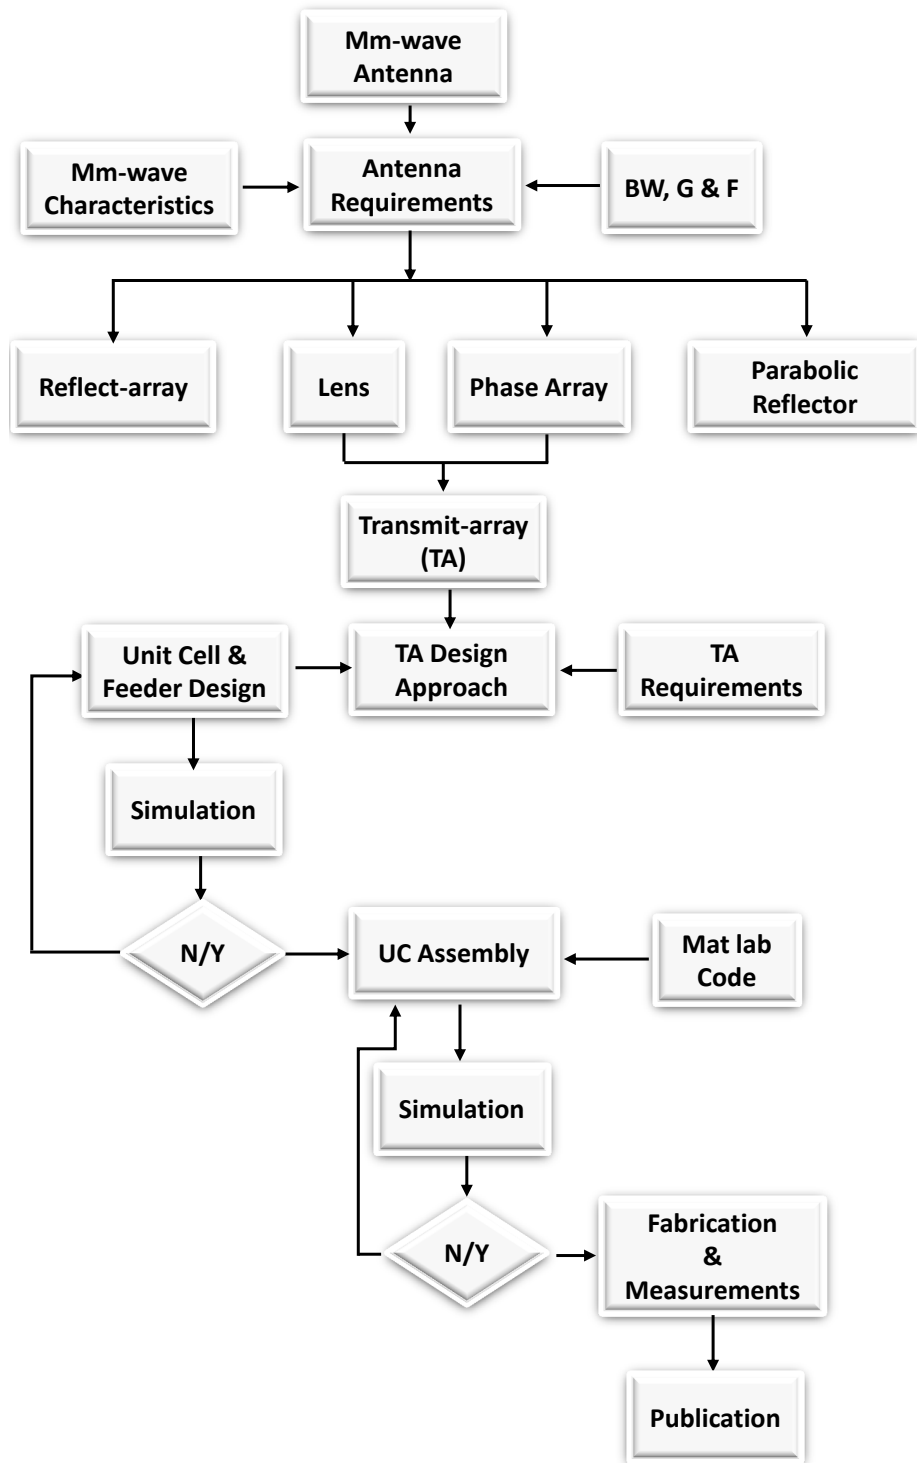 Mm-wave
Antenna
Mm-wave
Characteristics
Antenna
Requirements
BW, G & F
Reflect-array
Lens
Phase Array
Parabolic
Reflector
Transmit-array
(TA)
Unit Cell &
Feeder Design
TA Design
Approach
TA
Requirements
Simulation
N/Y
UC Assembly
Mat lab
Code
Simulation
N/Y
Fabrication
&
Measurements
Publication